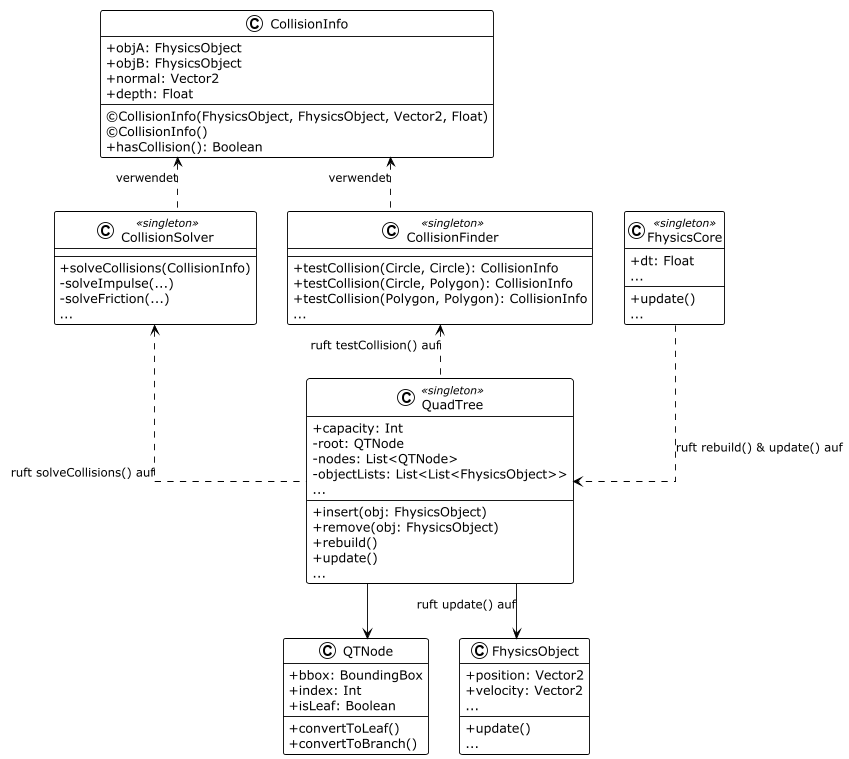 C CollisionInfo
+objA: FhysicsObject
+objB: FhysicsObject
+normal: Vector2
+depth: Float
©CollisionInfo(FhysicsObject, FhysicsObject, Vector2, Float)
©CollisionInfo()
+hasCollision(): Boolean
verwendet
verwendet
«singleton»
C CollisionSolver
+solveCollisions(CollisionInfo)
-solveImpulse(...)
-solveFriction(...)
...
«singleton»
C CollisionFinder
+testCollision(Circle, Circle): CollisionInfo
+testCollision(Circle, Polygon): CollisionInfo
+testCollision(Polygon, Polygon): CollisionInfo
...
«singleton»
C FhysicsCore
+dt: Float
...
+update()
...
ruft testCollision() auf
ruft solveCollisions() auf
ruft rebuild() & update() auf
«singleton»
C QuadTree
+capacity: Int
-root: QTNode
-nodes: List<QTNode>
-objectLists: List<List<FhysicsObject>>
...
+insert(obj: FhysicsObject)
+remove(obj: FhysicsObject)
+rebuild()
+update()
...
ruft update() auf
C QTNode
+bbox: BoundingBox
+index: Int
+isLeaf: Boolean
+convertToLeaf()
+convertToBranch()
C FhysicsObject
+position: Vector2
+velocity: Vector2
...
+update()
...